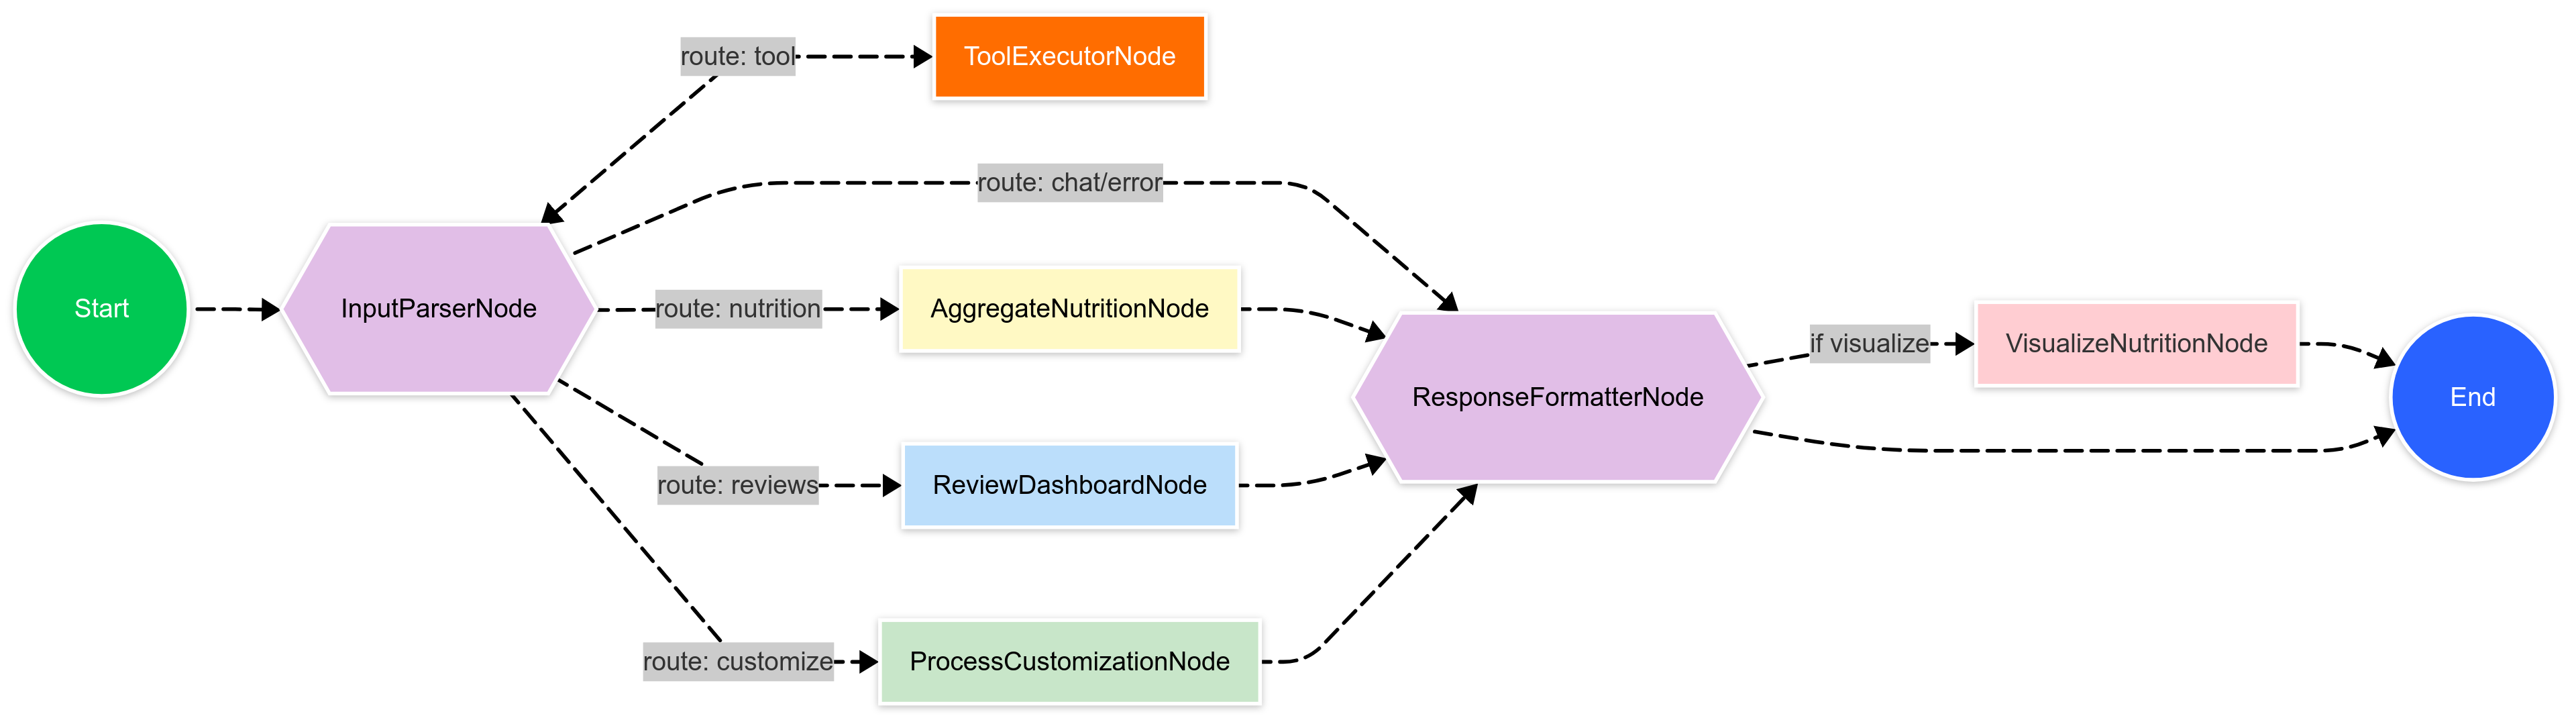 route: tool
ToolExecutorNode
route: chat/error
Start
InputParserNode
route: nutrition
AggregateNutritionNode
if visualize
VisualizeNutritionNode
ResponseFormatterNode
End
route: reviews
ReviewDashboardNode
route: customize
ProcessCustomizationNode